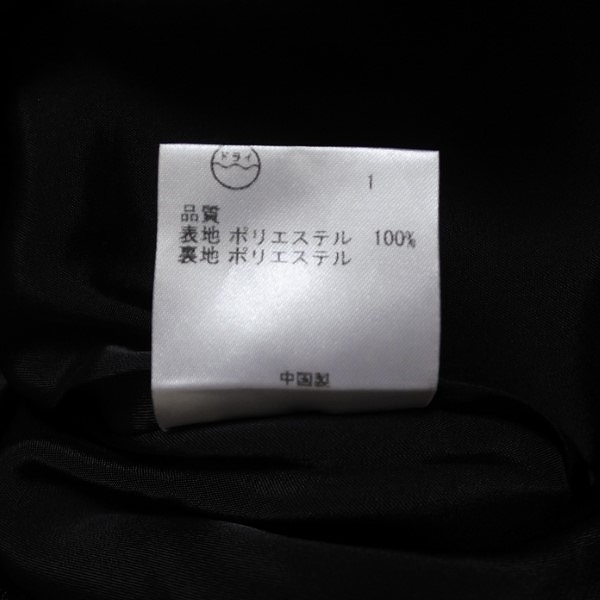 ドライ
1
品質
表地 ポリエステル 100%
裏地 ポリエステル
中国製